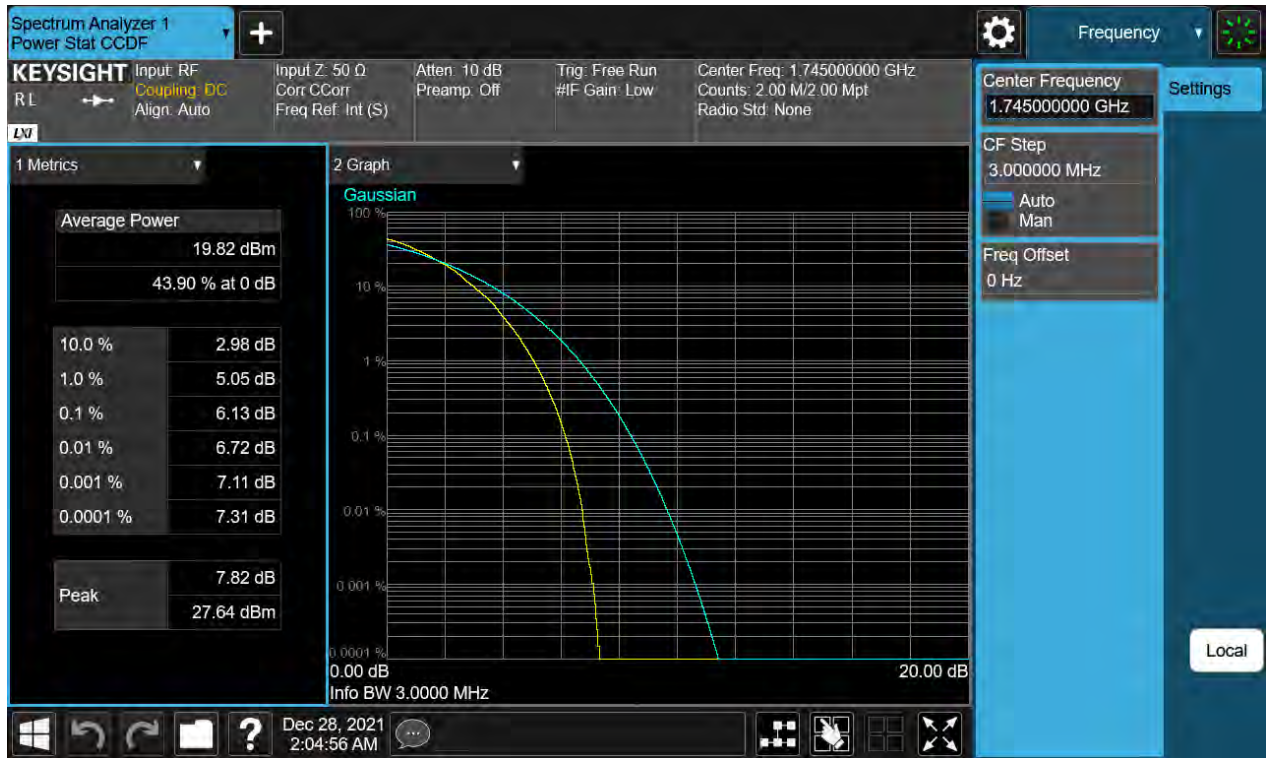 Spectrum Analyzer 1
Power Stat CCDF
+
Frequency
KEYSIGHT
RL
LXI
Input: RF
Coupling: DC
Align: Auto
Input Z: 50 Ω
Corr CCorr
Freq Ref: Int (S)
Atten: 10 dB
Preamp: Off
Trig: Free Run
#IF Gain: Low
Center Freq: 1.745000000 GHz
Counts: 2.00 M/2.00 Mpt
Radio Std: None
Center Frequency
1.745000000 GHz
Settings
CF Step
3.000000 MHz
Auto
Man
Freq Offset
0 Hz
1 Metrics
Average Power
19.82 dBm
43.90 % at 0 dB
10.0 % 2.98 dB
1.0 % 5.05 dB
0.1 % 6.13 dB
0.01 % 6.72 dB
0.001 % 7.11 dB
0.0001 % 7.31 dB
Peak 7.82 dB
27.64 dBm
2 Graph
Gaussian
100 %
10 %
1 %
0.1 %
0.01 %
0.001 %
0.0001 %
0.00 dB 20.00 dB
Info BW 3.0000 MHz
Local
?
Dec 28, 2021
2:04:56 AM